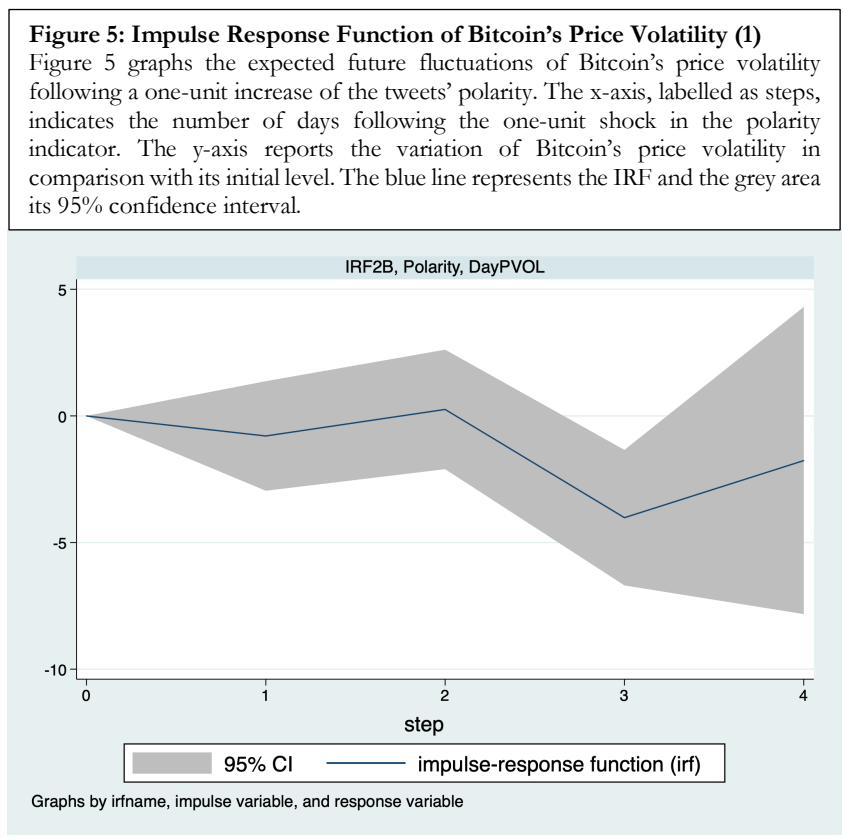 Figure 5: Impulse Response Function of Bitcoin’s Price Volatility (1)
Figure 5 graphs the expected future fluctuations of Bitcoin’s price volatility
following a one-unit increase of the tweets’ polarity. The x-axis, labelled as steps,
indicates the number of days following the one-unit shock in the polarity
indicator. The y-axis reports the variation of Bitcoin’s price volatility in
comparison with its initial level. The blue line represents the IRF and the grey area
its 95% confidence interval.
IRF2B, Polarity, DayPVOL
5
0
-5
-10
0 1 2 3 4
step
95% CI impulse-response function (irf)
Graphs by irfname, impulse variable, and response variable